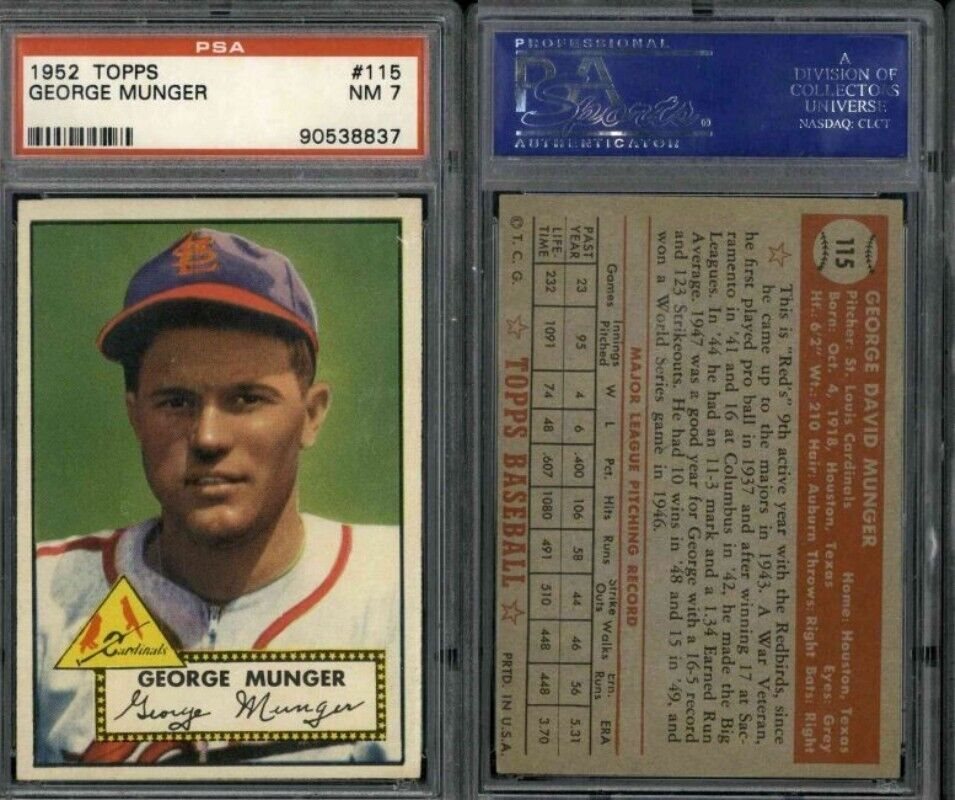 PSA
1952 TOPPS #115
GEORGE MUNGER NM 7
90538837
StL
Cardinals
GEORGE MUNGER
George Munger
PROFESSIONAL
PSA Sports®
AUTHENTICATOR
A
DIVISION OF
COLLECTORS
UNIVERSE
NASDAQ: CLCT
115
GEORGE DAVID MUNGER
Pitcher: St. Louis Cardinals Home: Houston, Texas
Born: Oct. 4, 1918, Houston, Texas Eyes: Grey
Ht.: 6'2" Wt.: 210 Hair: Auburn Throws: Right Bats: Right
This is "Red's" 9th active year with the Redbirds, since
he came up to the majors in 1943. A War Veteran,
he first played pro ball in 1937 and after winning 17 at Sac-
ramento in '41 and 16 at Columbus in '42, he made the Big
Leagues. In '44 he had an 11-3 mark and a 1.34 Earned Run
Average. 1947 was a good year for George with a 16-5 record
and 123 Strikeouts. He had 10 wins in '48 and 15 in '49, and
won a World Series game in 1946.
MAJOR LEAGUE PITCHING RECORD
Games Innings Pitched W L Pct. Hits Runs Strike Outs Walks Ern. Runs ERA
PAST YEAR 23 95 4 6 .400 106 58 44 46 56 5.31
LIFE-TIME 232 1091 74 48 .607 1080 491 510 448 448 3.70
© T. C. G. TOPPS BASEBALL PRTD. IN U.S.A.